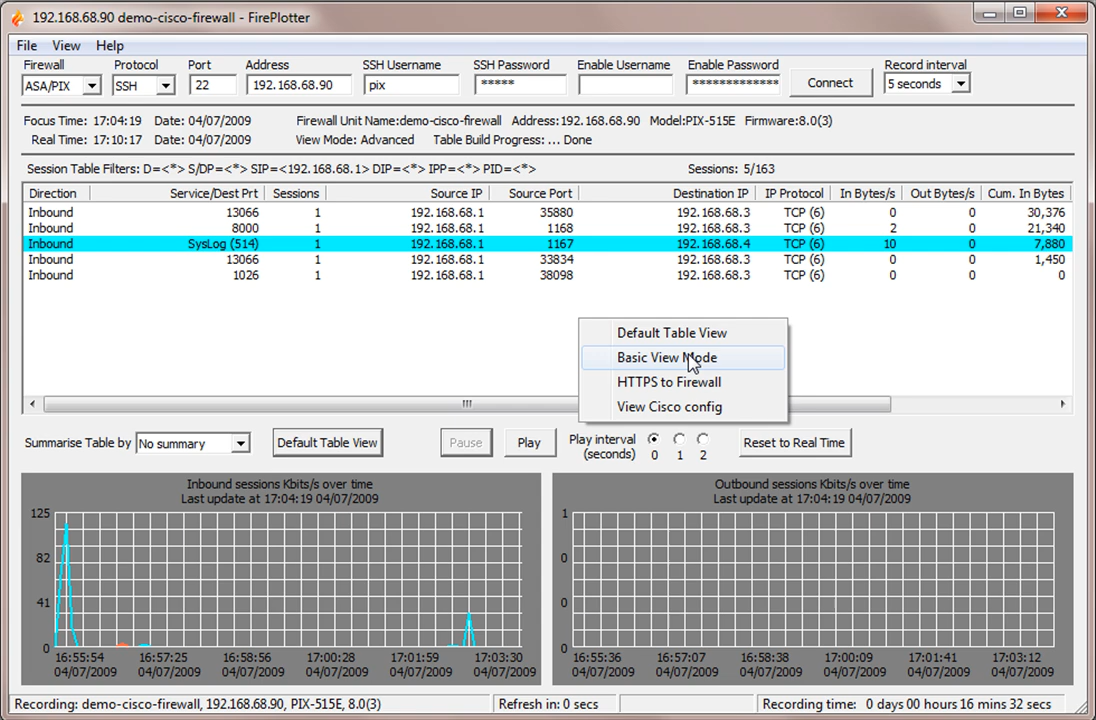 192.168.68.90 demo-cisco-firewall - FirePlotter
File View Help
Firewall Protocol Port Address SSH Username SSH Password Enable Username Enable Password Record interval
ASA/PIX SSH 22 192.168.68.90 pix ***** ************* Connect 5 seconds
Focus Time: 17:04:19 Date: 04/07/2009 Firewall Unit Name:demo-cisco-firewall Address:192.168.68.90 Model:PIX-515E Firmware:8.0(3)
Real Time: 17:10:17 Date: 04/07/2009 View Mode: Advanced Table Build Progress: ... Done
Session Table Filters: D=<*> S/DP=<*> SIP=<192.168.68.1> DIP=<*> IPP=<*> PID=<*> Sessions: 5/163
Direction Service/Dest Prt Sessions Source IP Source Port Destination IP IP Protocol In Bytes/s Out Bytes/s Cum. In Bytes
Inbound 13066 1 192.168.68.1 35880 192.168.68.3 TCP (6) 0 0 30,376
Inbound 8000 1 192.168.68.1 1168 192.168.68.3 TCP (6) 2 0 21,340
Inbound SysLog (514) 1 192.168.68.1 1167 192.168.68.4 TCP (6) 10 0 7,880
Inbound 13066 1 192.168.68.1 33834 192.168.68.3 TCP (6) 0 0 1,450
Inbound 1026 1 192.168.68.1 38098 192.168.68.3 TCP (6) 0 0 0
Default Table View
Basic View Mode
HTTPS to Firewall
View Cisco config
Summarise Table by No summary Default Table View Pause Play Play interval (seconds) 0 1 2 Reset to Real Time
Inbound sessions Kbits/s over time
Last update at 17:04:19 04/07/2009
125
82
41
0
16:55:54 16:57:25 16:58:56 17:00:28 17:01:59 17:03:30
04/07/2009 04/07/2009 04/07/2009 04/07/2009 04/07/2009 04/07/2009
Outbound sessions Kbits/s over time
Last update at 17:04:19 04/07/2009
1
0
0
0
16:55:36 16:57:07 16:58:38 17:00:09 17:01:41 17:03:12
04/07/2009 04/07/2009 04/07/2009 04/07/2009 04/07/2009 04/07/2009
Recording: demo-cisco-firewall, 192.168.68.90, PIX-515E, 8.0(3) Refresh in: 0 secs Recording time: 0 days 00 hours 16 mins 32 secs